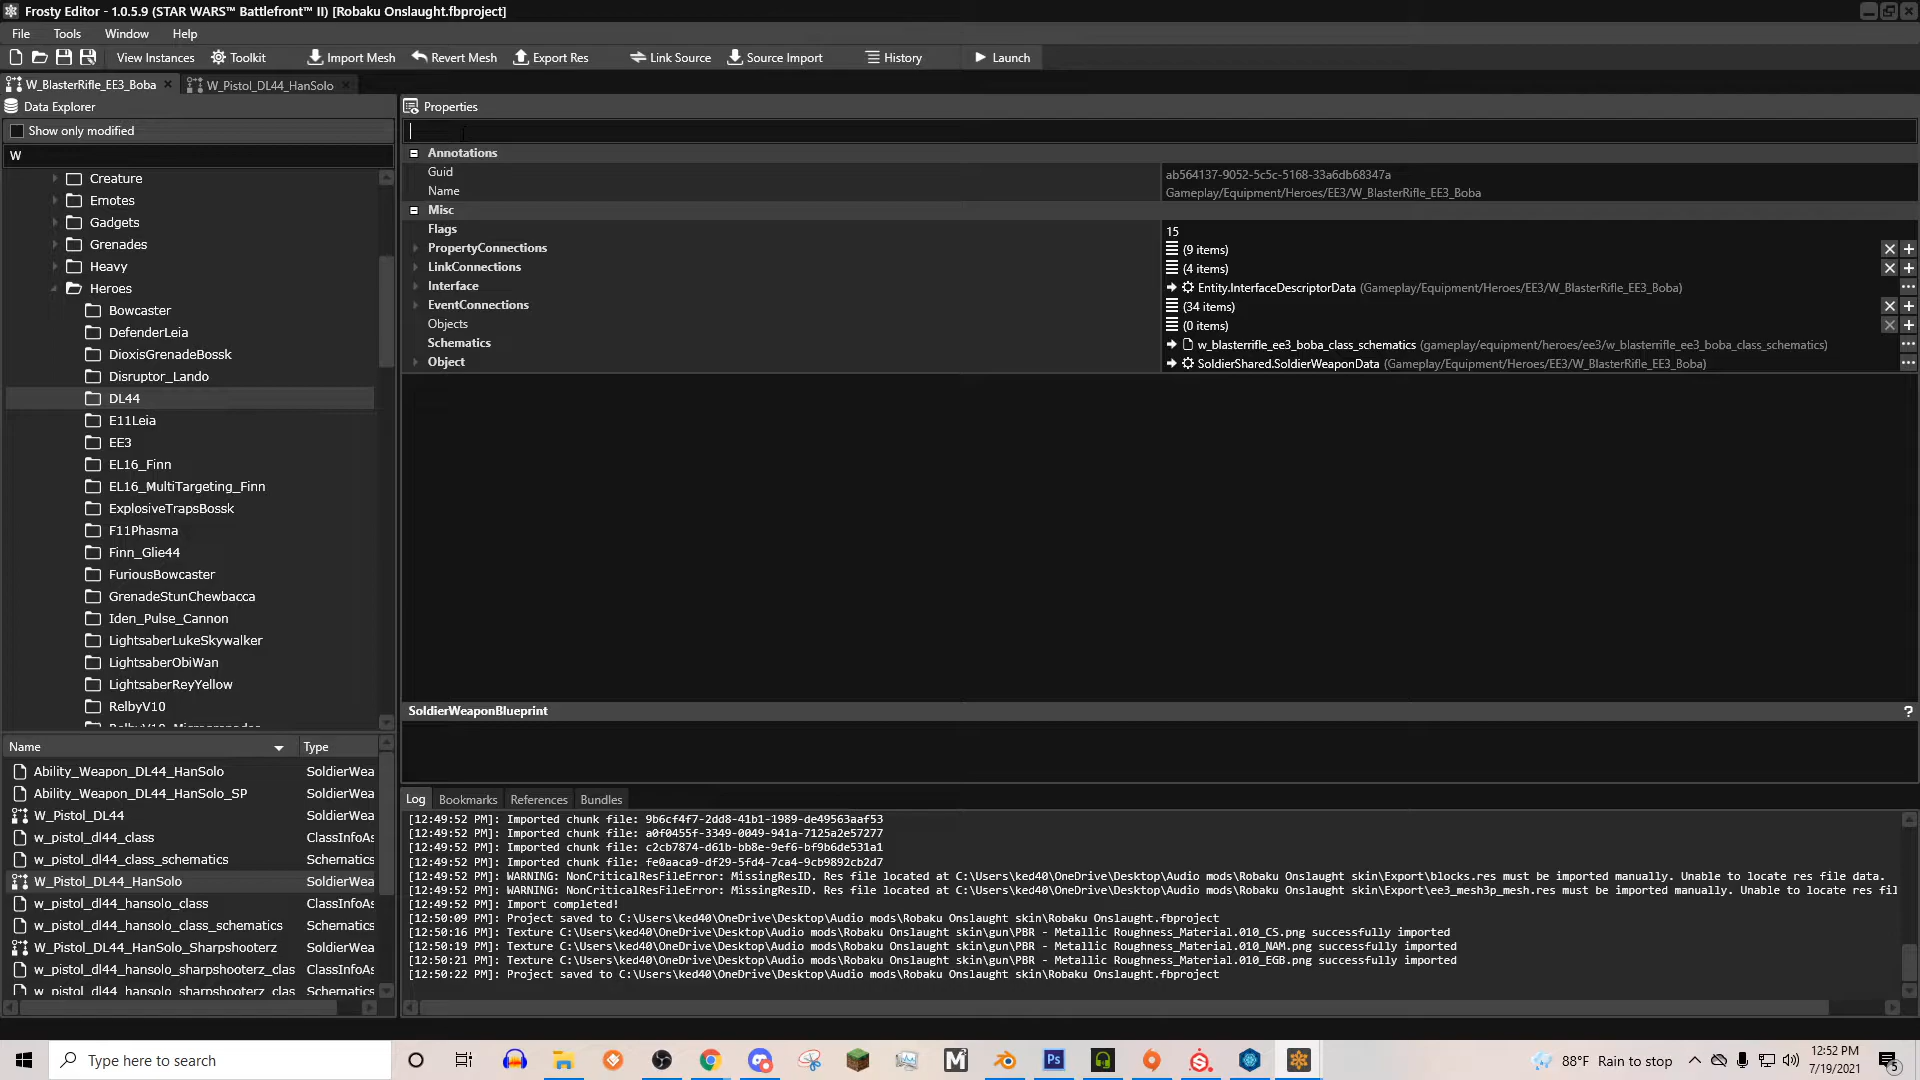 Frosty Editor - 1.0.5.9 (STAR WARS™ Battlefront™ II) [Robaku Onslaught.fbproject]
File Tools Window Help
View Instances Toolkit Import Mesh Revert Mesh Export Res Link Source Source Import History Launch
W_BlasterRifle_EE3_Boba W_Pistol_DL44_HanSolo
Data Explorer
Show only modified
W
Creature
Emotes
Gadgets
Grenades
Heavy
Heroes
Bowcaster
DefenderLeia
DioxisGrenadeBossk
Disruptor_Lando
DL44
E11Leia
EE3
EL16_Finn
EL16_MultiTargeting_Finn
ExplosiveTrapsBossk
F11Phasma
Finn_Glie44
FuriousBowcaster
GrenadeStunChewbacca
Iden_Pulse_Cannon
LightsaberLukeSkywalker
LightsaberObiWan
LightsaberReyYellow
RelbyV10
Name Type
Ability_Weapon_DL44_HanSolo SoldierWea
Ability_Weapon_DL44_HanSolo_SP SoldierWea
W_Pistol_DL44 SoldierWea
w_pistol_dl44_class ClassInfoAs
w_pistol_dl44_class_schematics Schematics
W_Pistol_DL44_HanSolo SoldierWea
w_pistol_dl44_hansolo_class ClassInfoAs
w_pistol_dl44_hansolo_class_schematics Schematics
W_Pistol_DL44_HanSolo_Sharpshooterz SoldierWea
w_pistol_dl44_hansolo_sharpshooterz_clas ClassInfoAs
w_pistol_dl44_hansolo_sharpshooterz_clas Schematics
Properties
Annotations
Guid ab564137-9052-5c5c-5168-33a6db68347a
Name Gameplay/Equipment/Heroes/EE3/W_BlasterRifle_EE3_Boba
Misc
Flags 15
PropertyConnections (9 items)
LinkConnections (4 items)
Interface Entity.InterfaceDescriptorData (Gameplay/Equipment/Heroes/EE3/W_BlasterRifle_EE3_Boba)
EventConnections (34 items)
Objects (0 items)
Schematics w_blasterrifle_ee3_boba_class_schematics (gameplay/equipment/heroes/ee3/w_blasterrifle_ee3_boba_class_schematics)
Object SoldierShared.SoldierWeaponData (Gameplay/Equipment/Heroes/EE3/W_BlasterRifle_EE3_Boba)
SoldierWeaponBlueprint ?
Log Bookmarks References Bundles
[12:49:52 PM]: Imported chunk file: 9b6cf4f7-2dd8-41b1-1989-de49563aaf53
[12:49:52 PM]: Imported chunk file: a0f0455f-3349-0049-941a-7125a2e57277
[12:49:52 PM]: Imported chunk file: c2cb7874-d61b-bb8e-9ef6-bf9b6de531a1
[12:49:52 PM]: Imported chunk file: fe0aaca9-df29-5fd4-7ca4-9cb9892cb2d7
[12:49:52 PM]: WARNING: NonCriticalResFileError: MissingResID. Res file located at C:\Users\ked40\OneDrive\Desktop\Audio mods\Robaku Onslaught skin\Export\blocks.res must be imported manually. Unable to locate res file data.
[12:49:52 PM]: WARNING: NonCriticalResFileError: MissingResID. Res file located at C:\Users\ked40\OneDrive\Desktop\Audio mods\Robaku Onslaught skin\Export\ee3_mesh3p_mesh.res must be imported manually. Unable to locate res fil
[12:49:52 PM]: Import completed!
[12:50:09 PM]: Project saved to C:\Users\ked40\OneDrive\Desktop\Audio mods\Robaku Onslaught skin\Robaku Onslaught.fbproject
[12:50:16 PM]: Texture C:\Users\ked40\OneDrive\Desktop\Audio mods\Robaku Onslaught skin\gun\PBR - Metallic Roughness_Material.010_CS.png successfully imported
[12:50:19 PM]: Texture C:\Users\ked40\OneDrive\Desktop\Audio mods\Robaku Onslaught skin\gun\PBR - Metallic Roughness_Material.010_NAM.png successfully imported
[12:50:21 PM]: Texture C:\Users\ked40\OneDrive\Desktop\Audio mods\Robaku Onslaught skin\gun\PBR - Metallic Roughness_Material.010_EGB.png successfully imported
[12:50:22 PM]: Project saved to C:\Users\ked40\OneDrive\Desktop\Audio mods\Robaku Onslaught skin\Robaku Onslaught.fbproject
Type here to search
88°F Rain to stop
12:52 PM
7/19/2021
5